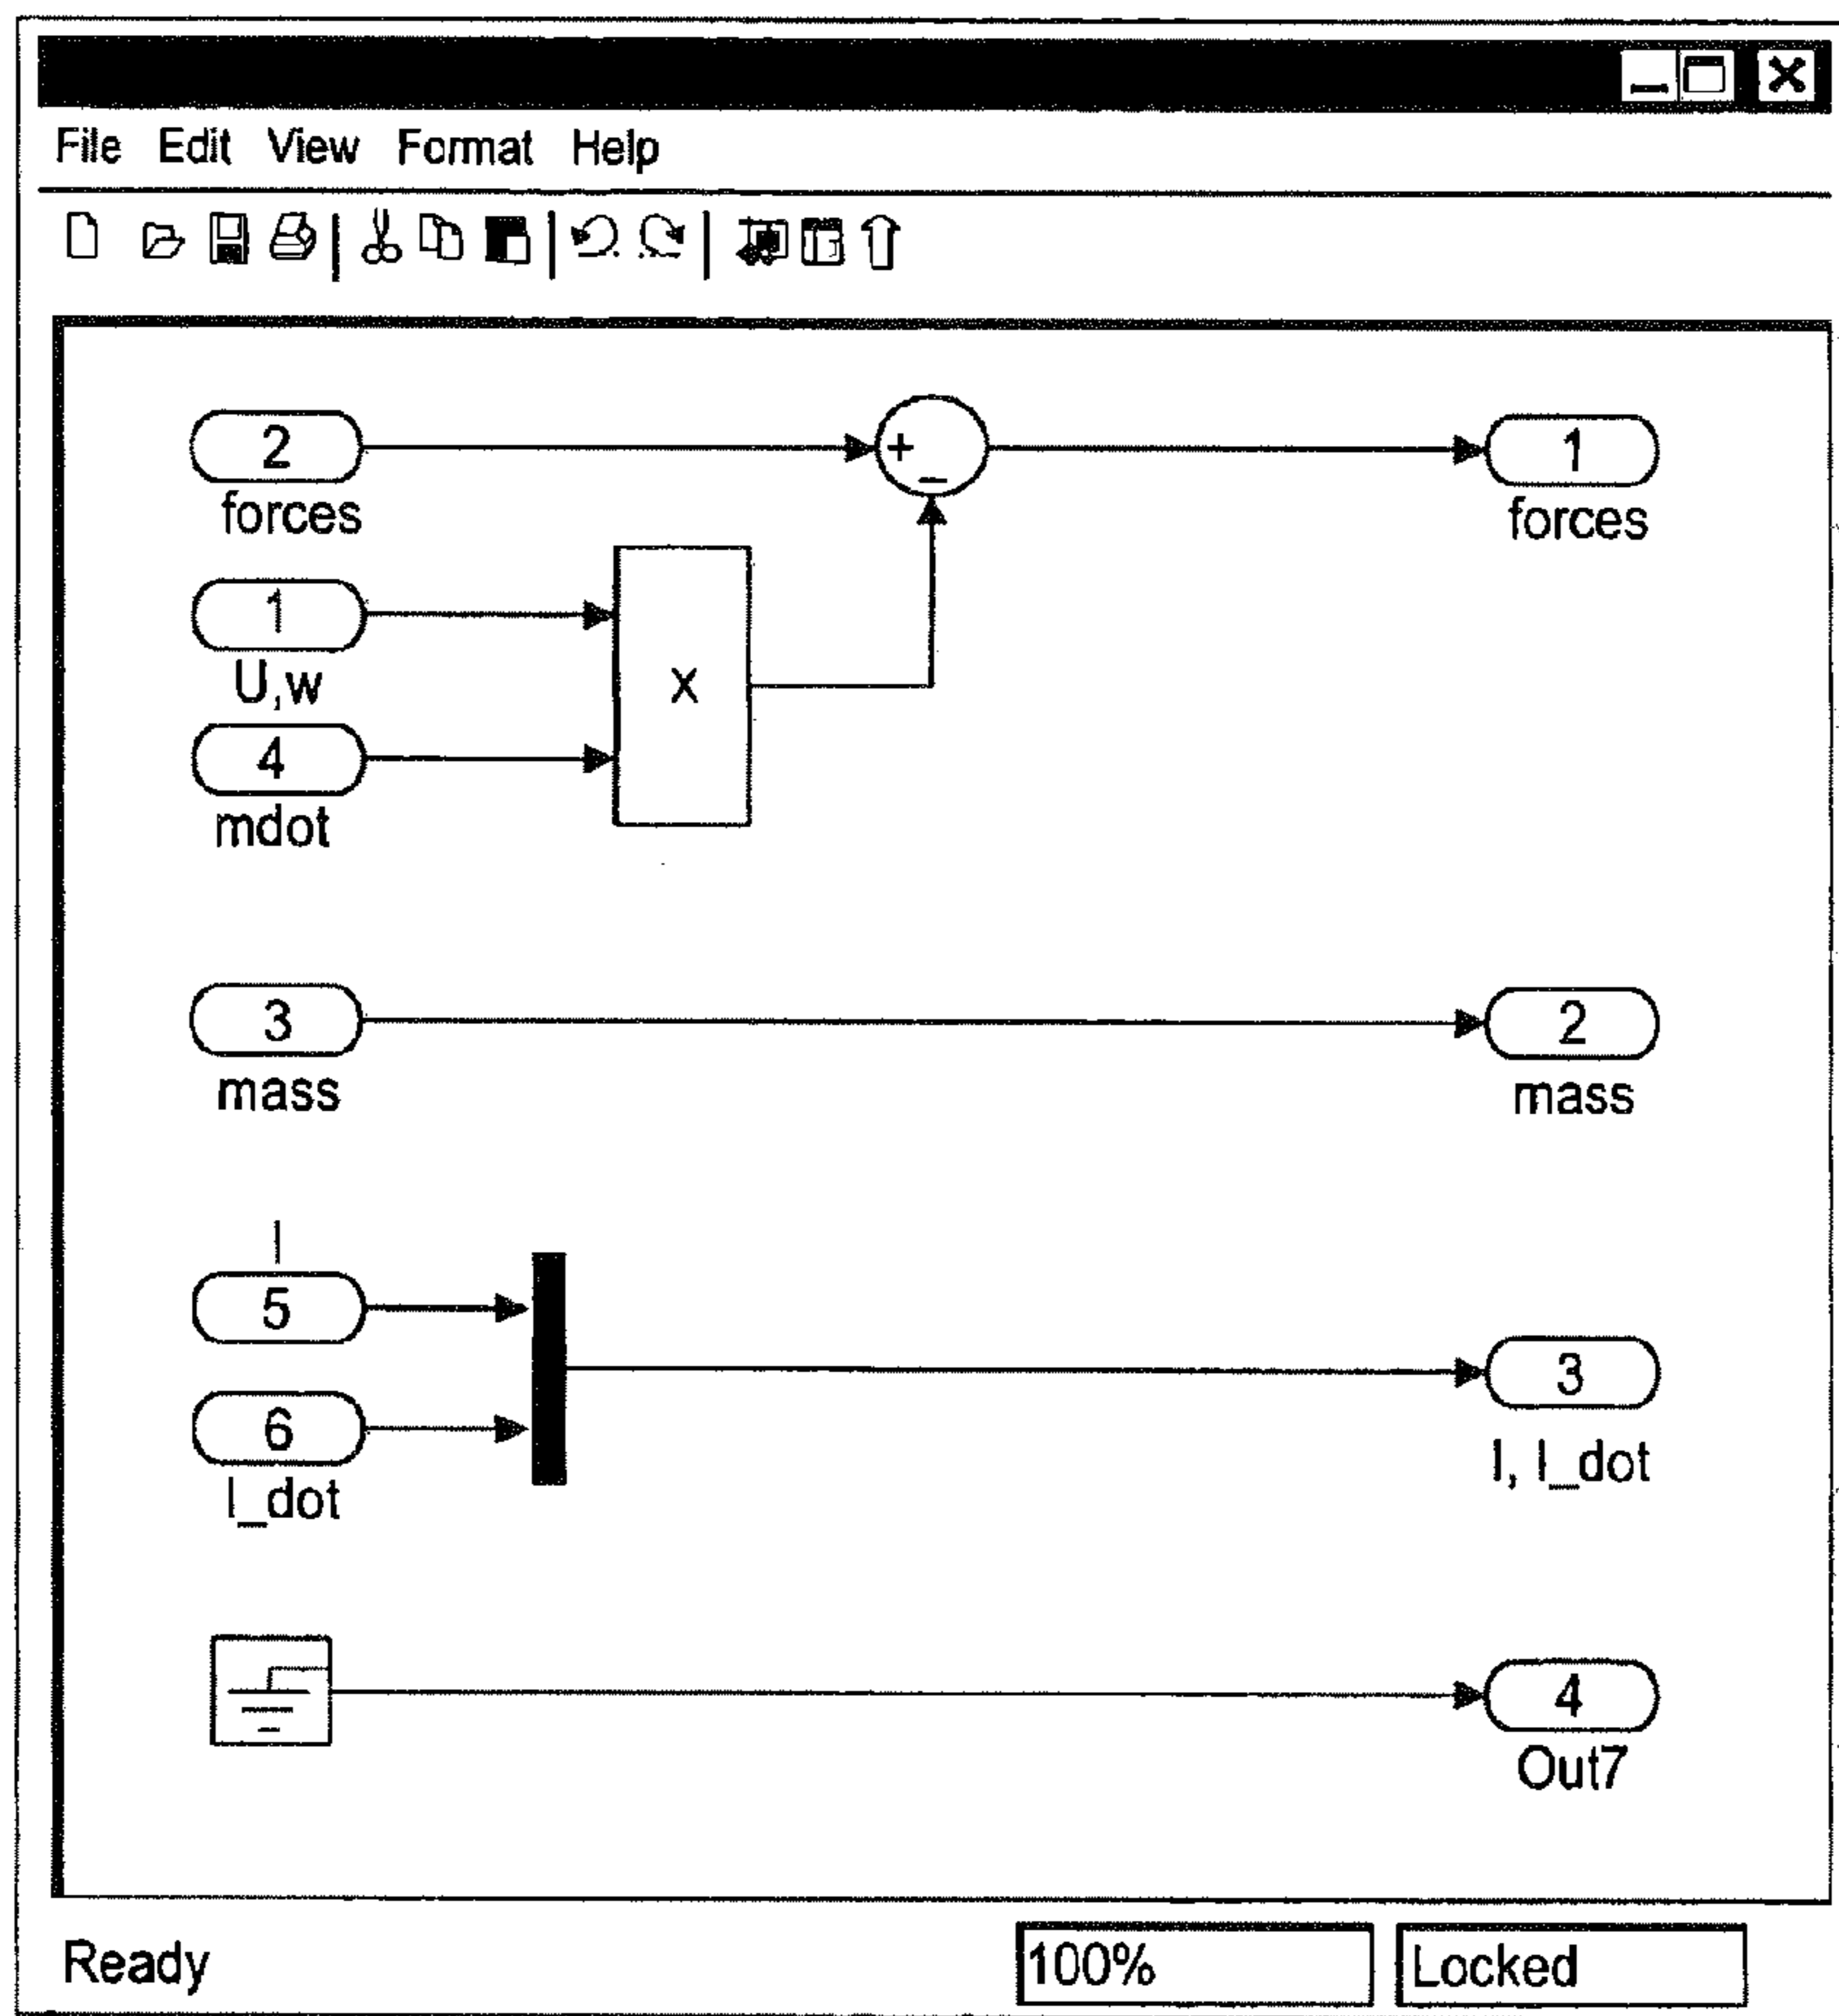 File Edit View Format Help
2
forces
+
−
1
forces
1
U,w
x
4
mdot
3
mass
2
mass
I
5
6
I_dot
3
I, I_dot
4
Out7
Ready
100%
Locked